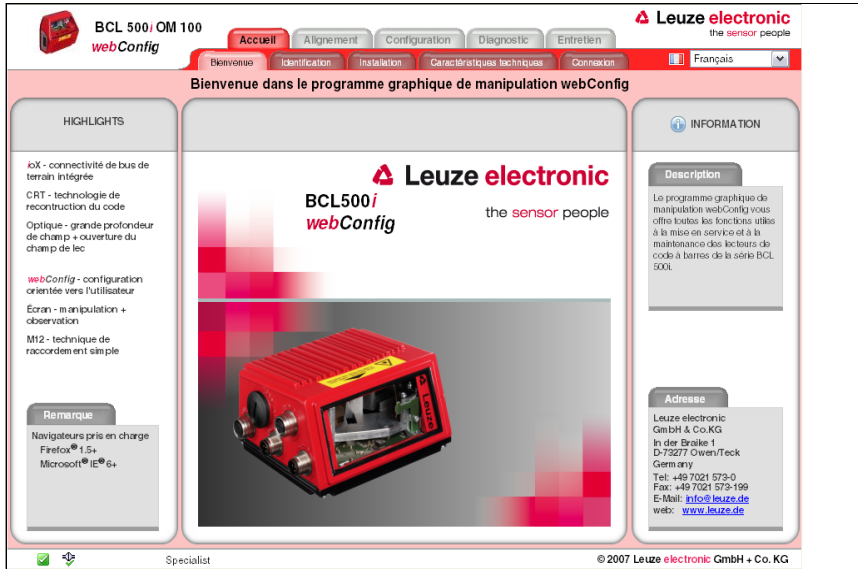 BCL 500i OM 100
webConfig
Accueil
Alignement
Configuration
Diagnostic
Entretien
Leuze electronic
the sensor people
Bienvenue
Identification
Installation
Caractéristiques techniques
Connexion
Français
Bienvenue dans le programme graphique de manipulation webConfig
HIGHLIGHTS
ioX - connectivité de bus de
terrain intégrée
CRT - technologie de
recontruction du code
Optique - grande profondeur
de champ + ouverture du
champ de lec
webConfig - configuration
orientée vers l'utilisateur
Écran - manipulation +
observation
M12 - technique de
raccordement simple
Remarque
Navigateurs pris en charge
Firefox® 1.5+
Microsoft® IE® 6+
Leuze electronic
the sensor people
BCL500i
webConfig
Leuze
INFORMATION
Description
Le programme graphique de
manipulation webConfig vous
offre toutes les fonctions utiles
à la mise en service et à la
maintenance des lecteurs de
code à barres de la série BCL
500i.
Adresse
Leuze electronic
GmbH & Co.KG
In der Braike 1
D-73277 Owen/Teck
Germany
Tel: +49 7021 573-0
Fax: +49 7021 573-199
E-Mail: info@leuze.de
web: www.leuze.de
Specialist
© 2007 Leuze electronic GmbH + Co. KG